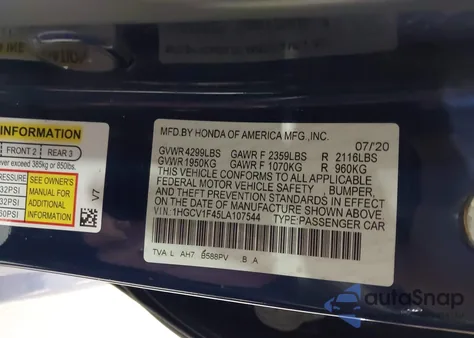 INFORMATION
FRONT 2 REAR 3
ever exceed 385kg or 850lbs.
32PSI
32PSI
60PSI
SEE OWNER'S
MANUAL FOR
ADDITIONAL
INFORMATION
V7
MFD.BY HONDA OF AMERICA MFG.,INC.
07/'20
GVWR 4299LBS GAWR F 2359LBS R 2116LBS
GVWR 1950KG GAWR F 1070KG R 960KG
THIS VEHICLE CONFORMS TO ALL APPLICABLE
FEDERAL MOTOR VEHICLE SAFETY , BUMPER,
AND THEFT PREVENTION STANDARDS IN EFFECT
ON THE DATE OF MANUFACTURE SHOWN ABOVE.
V.I.N.: 1HGCV1F45LA107544 TYPE:PASSENGER CAR
TVA L AH7 B588PV B A
autoSnap